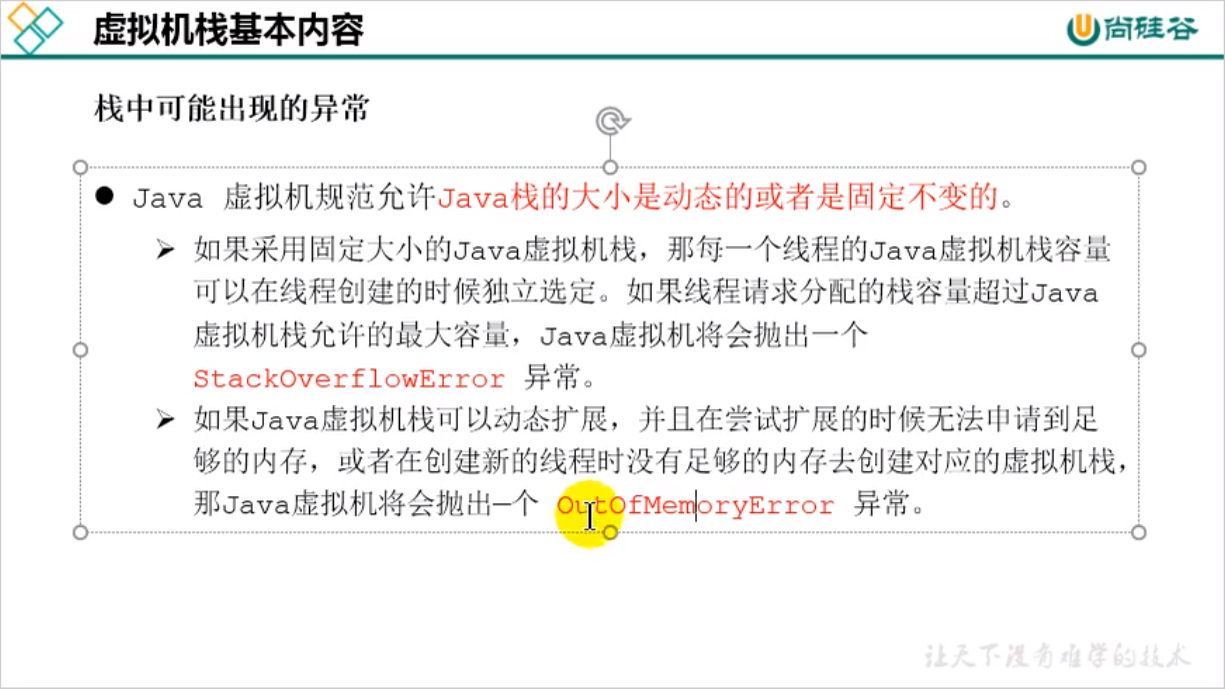 虚拟机栈基本内容
尚硅谷
栈中可能出现的异常
● Java 虚拟机规范允许Java栈的大小是动态的或者是固定不变的。
➢ 如果采用固定大小的Java虚拟机栈，那每一个线程的Java虚拟机栈容量
可以在线程创建的时候独立选定。如果线程请求分配的栈容量超过Java
虚拟机栈允许的最大容量，Java虚拟机将会抛出一个
StackOverflowError 异常。
➢ 如果Java虚拟机栈可以动态扩展，并且在尝试扩展的时候无法申请到足
够的内存，或者在创建新的线程时没有足够的内存去创建对应的虚拟机栈，
那Java虚拟机将会抛出一个 OutOfMemoryError 异常。
让天下没有难学的技术